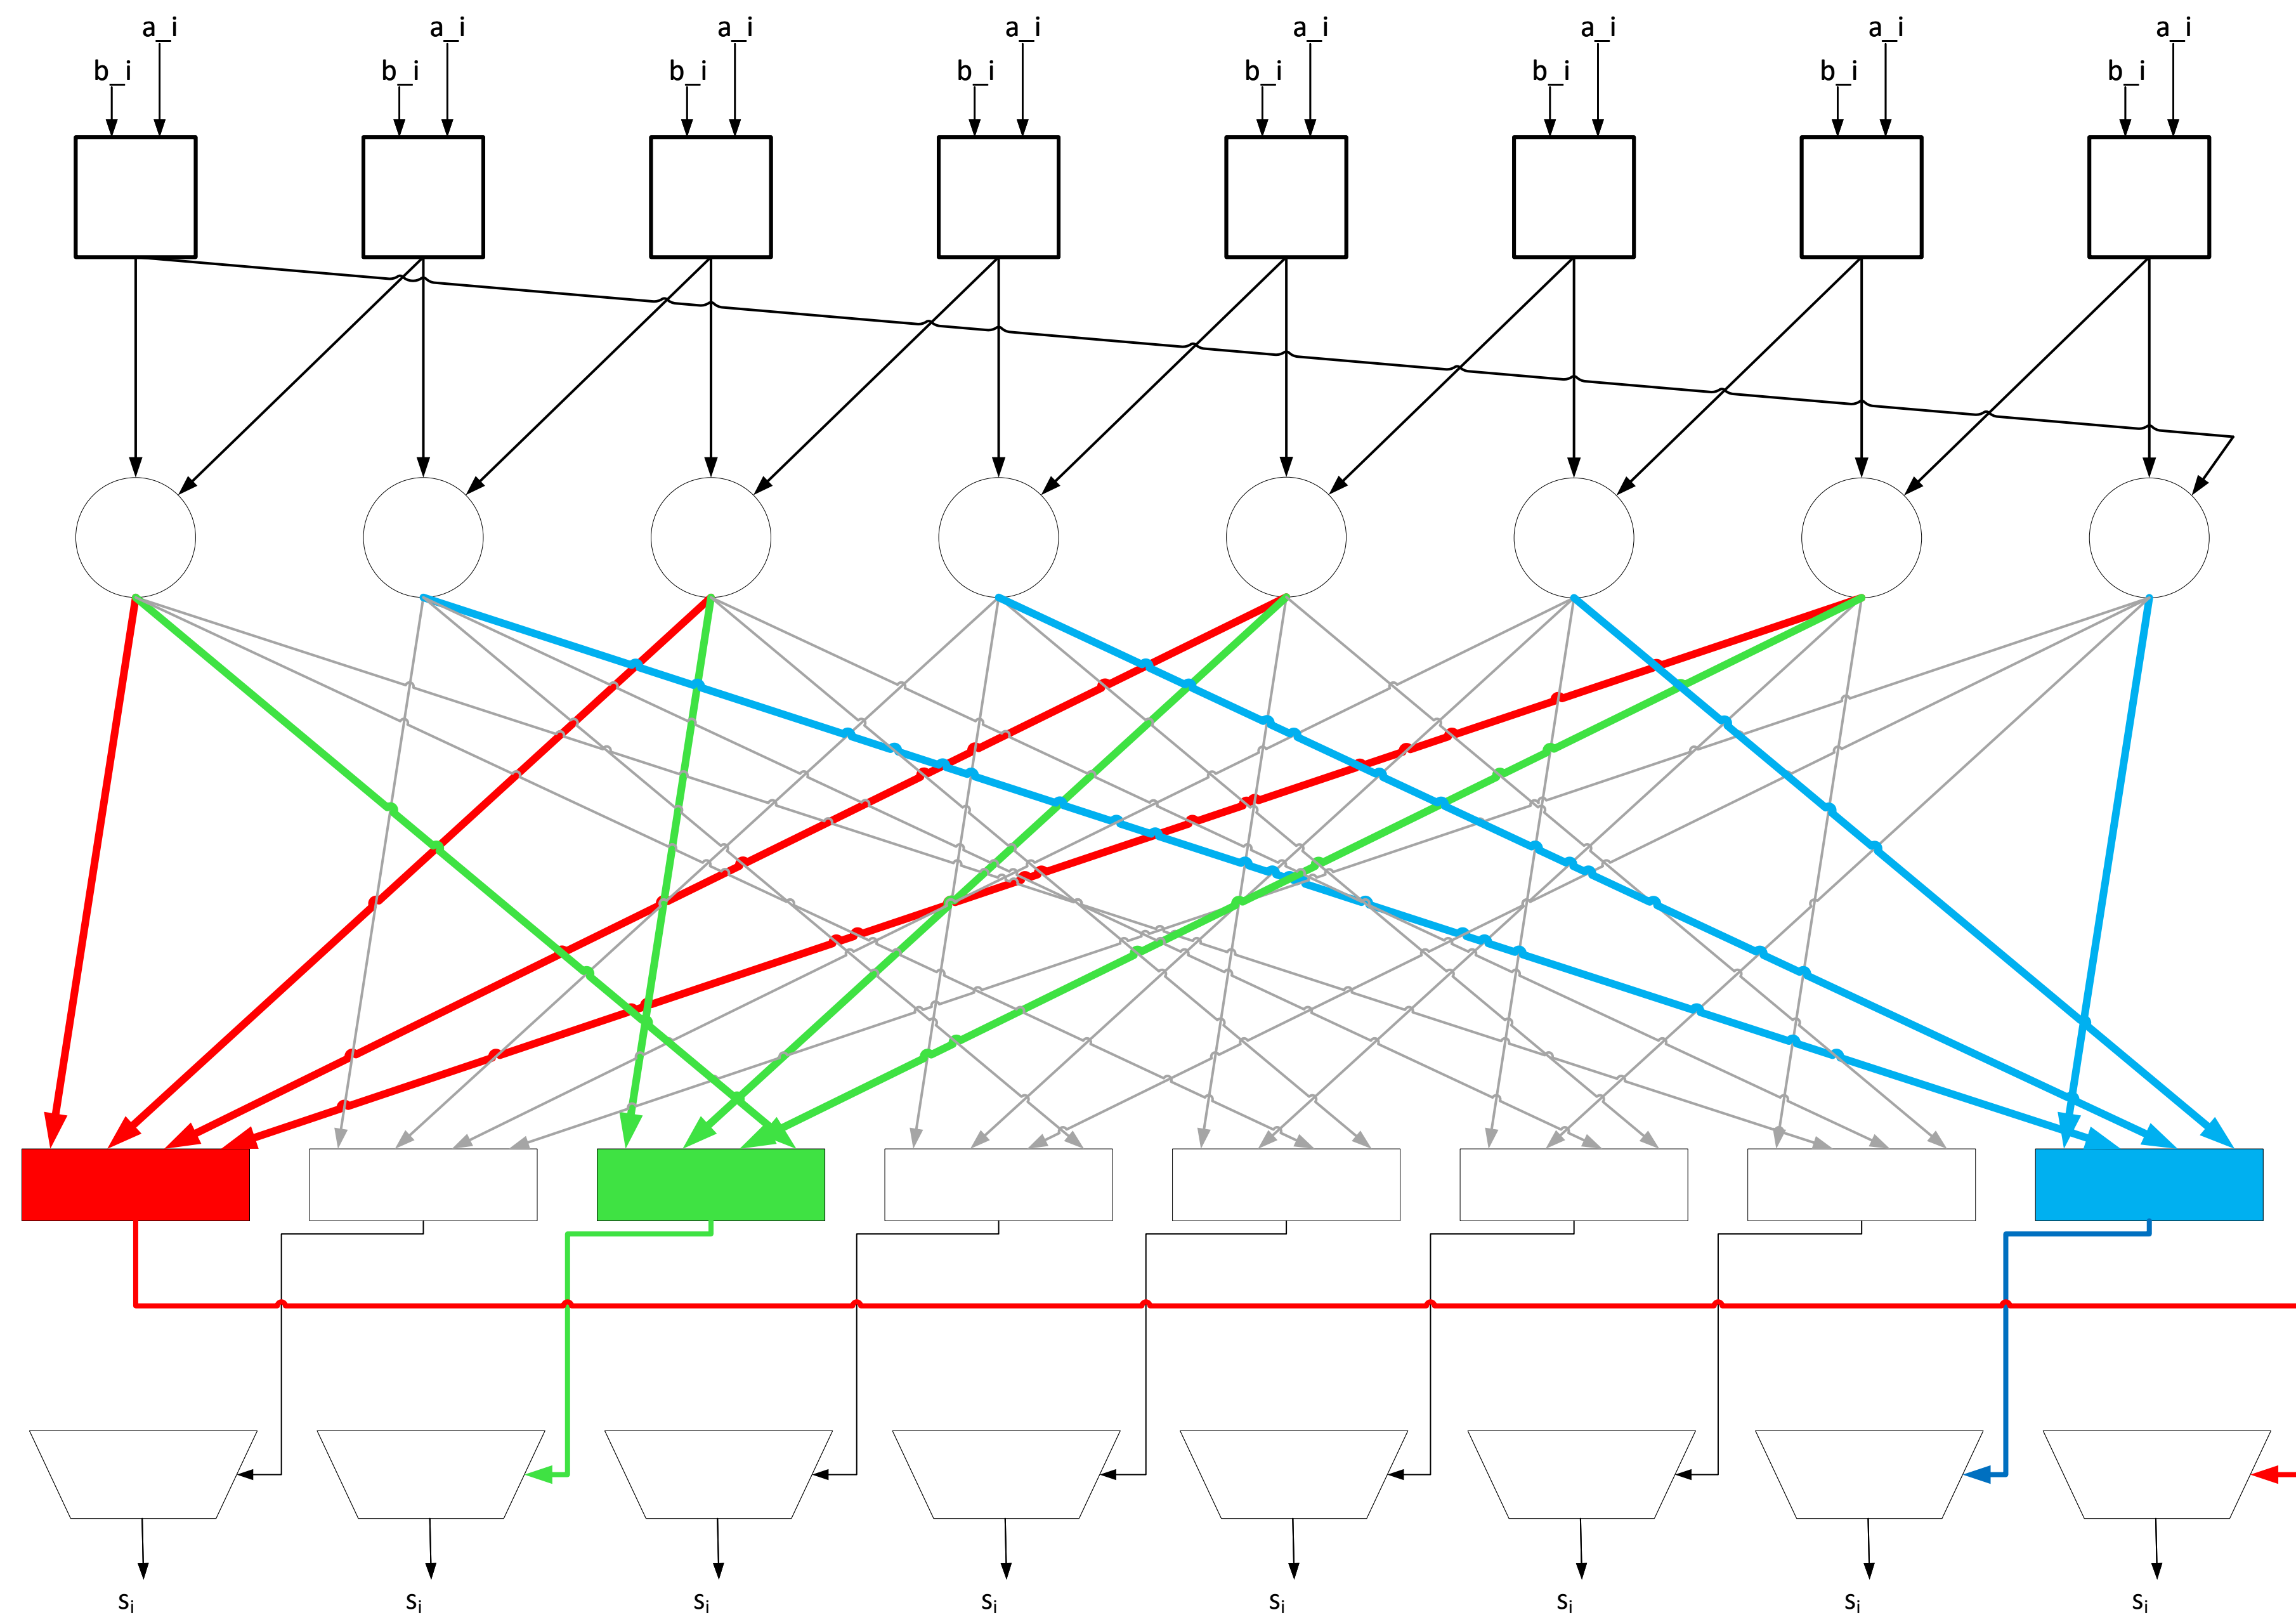 a_i a_i a_i a_i a_i a_i a_i a_i
b_i b_i b_i b_i b_i b_i b_i b_i
sᵢ sᵢ sᵢ sᵢ sᵢ sᵢ sᵢ sᵢ